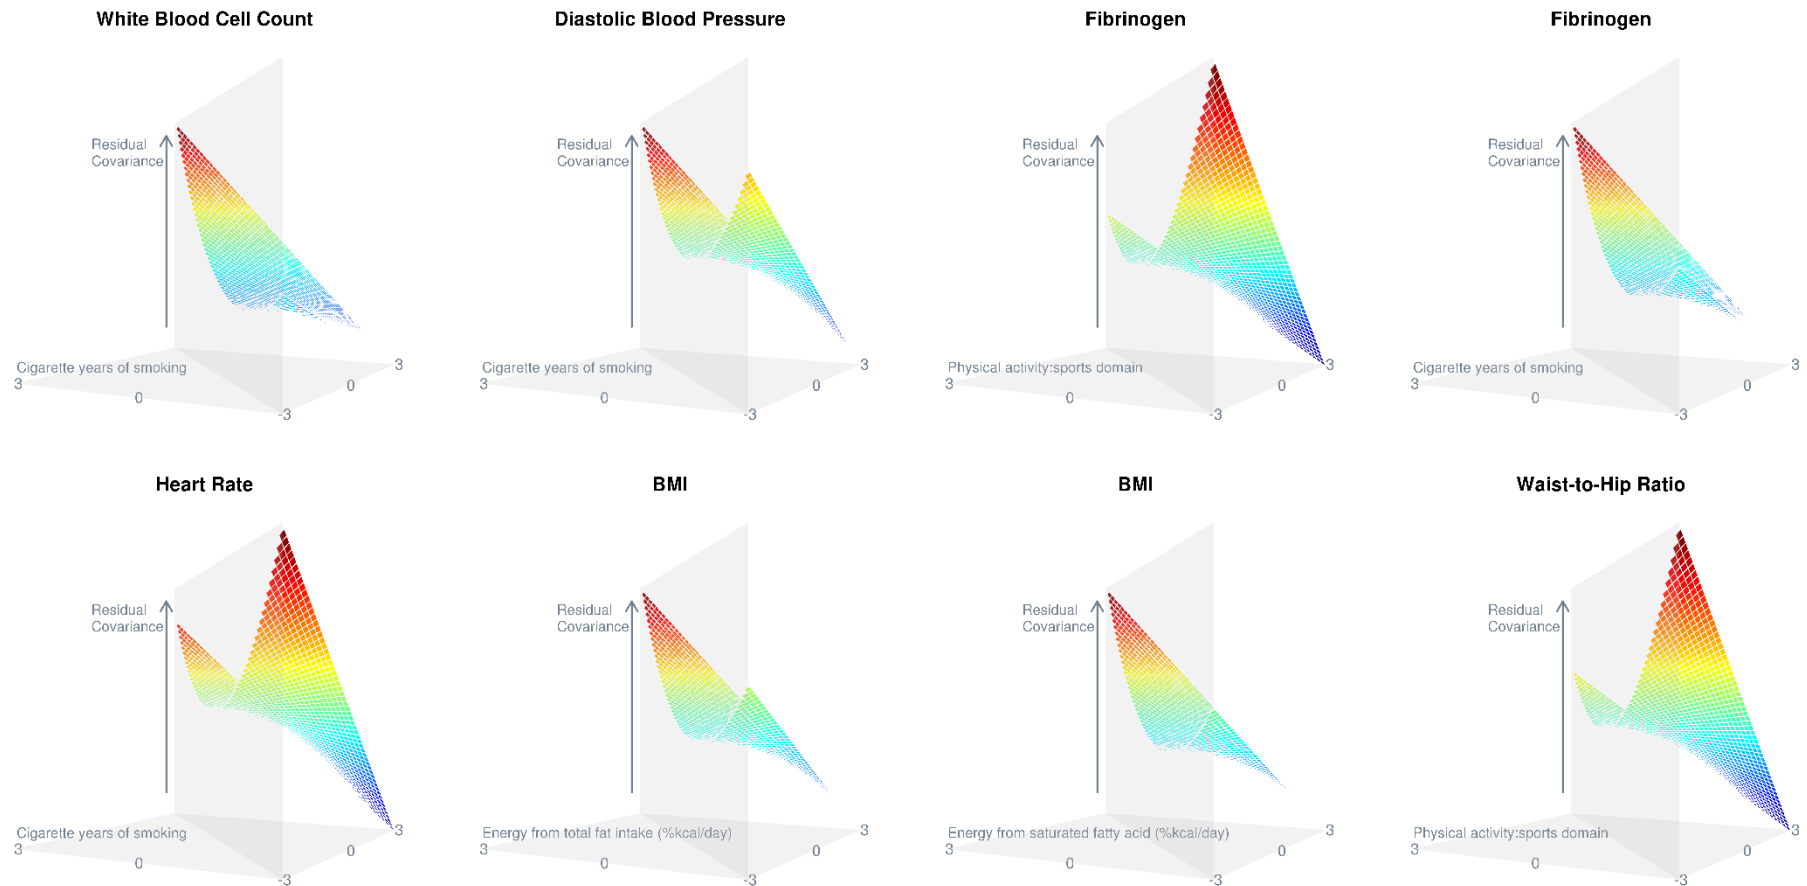 White Blood Cell Count
Diastolic Blood Pressure
Fibrinogen
Fibrinogen
Residual
Covariance
Residual
Covariance
Residual
Covariance
Residual
Covariance
Cigarette years of smoking
3
0
-3
0
3
Cigarette years of smoking
3
0
-3
0
3
Physical activity:sports domain
3
0
-3
0
3
Cigarette years of smoking
3
0
-3
0
3
Heart Rate
BMI
BMI
Waist-to-Hip Ratio
Residual
Covariance
Residual
Covariance
Residual
Covariance
Residual
Covariance
Cigarette years of smoking
3
0
-3
0
3
Energy from total fat intake (%kcal/day)
3
0
-3
0
3
Energy from saturated fatty acid (%kcal/day)
3
0
-3
0
3
Physical activity:sports domain
3
0
-3
0
3